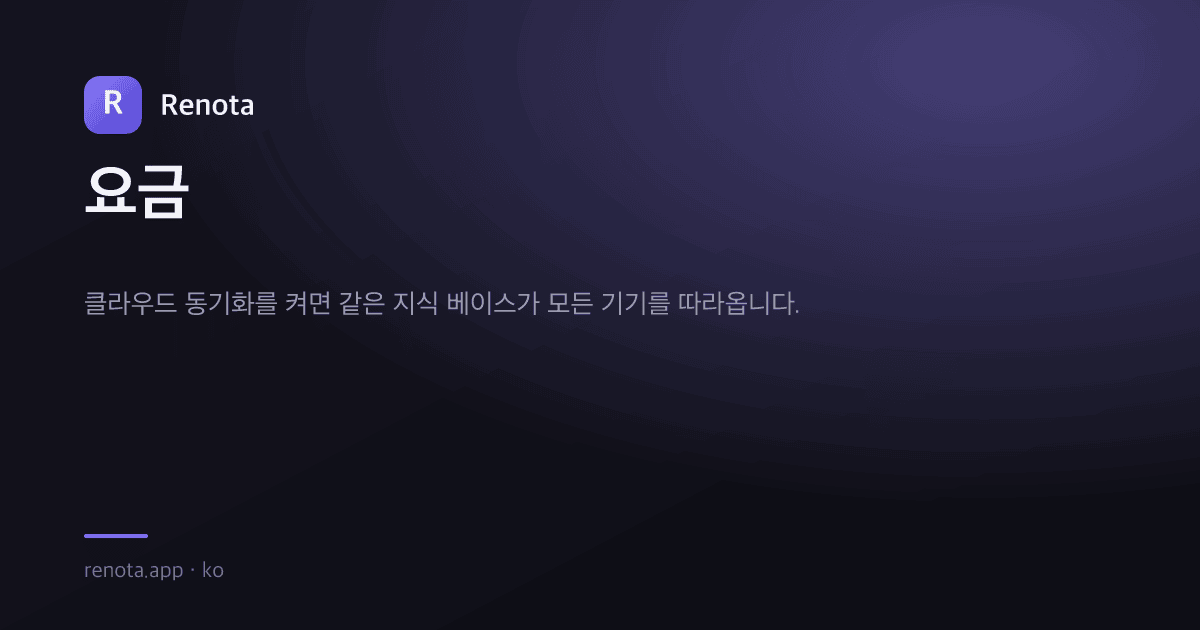 R
Renota
요금
클라우드 동기화를 켜면 같은 지식 베이스가 모든 기기를 따라옵니다.
renota.app · ko